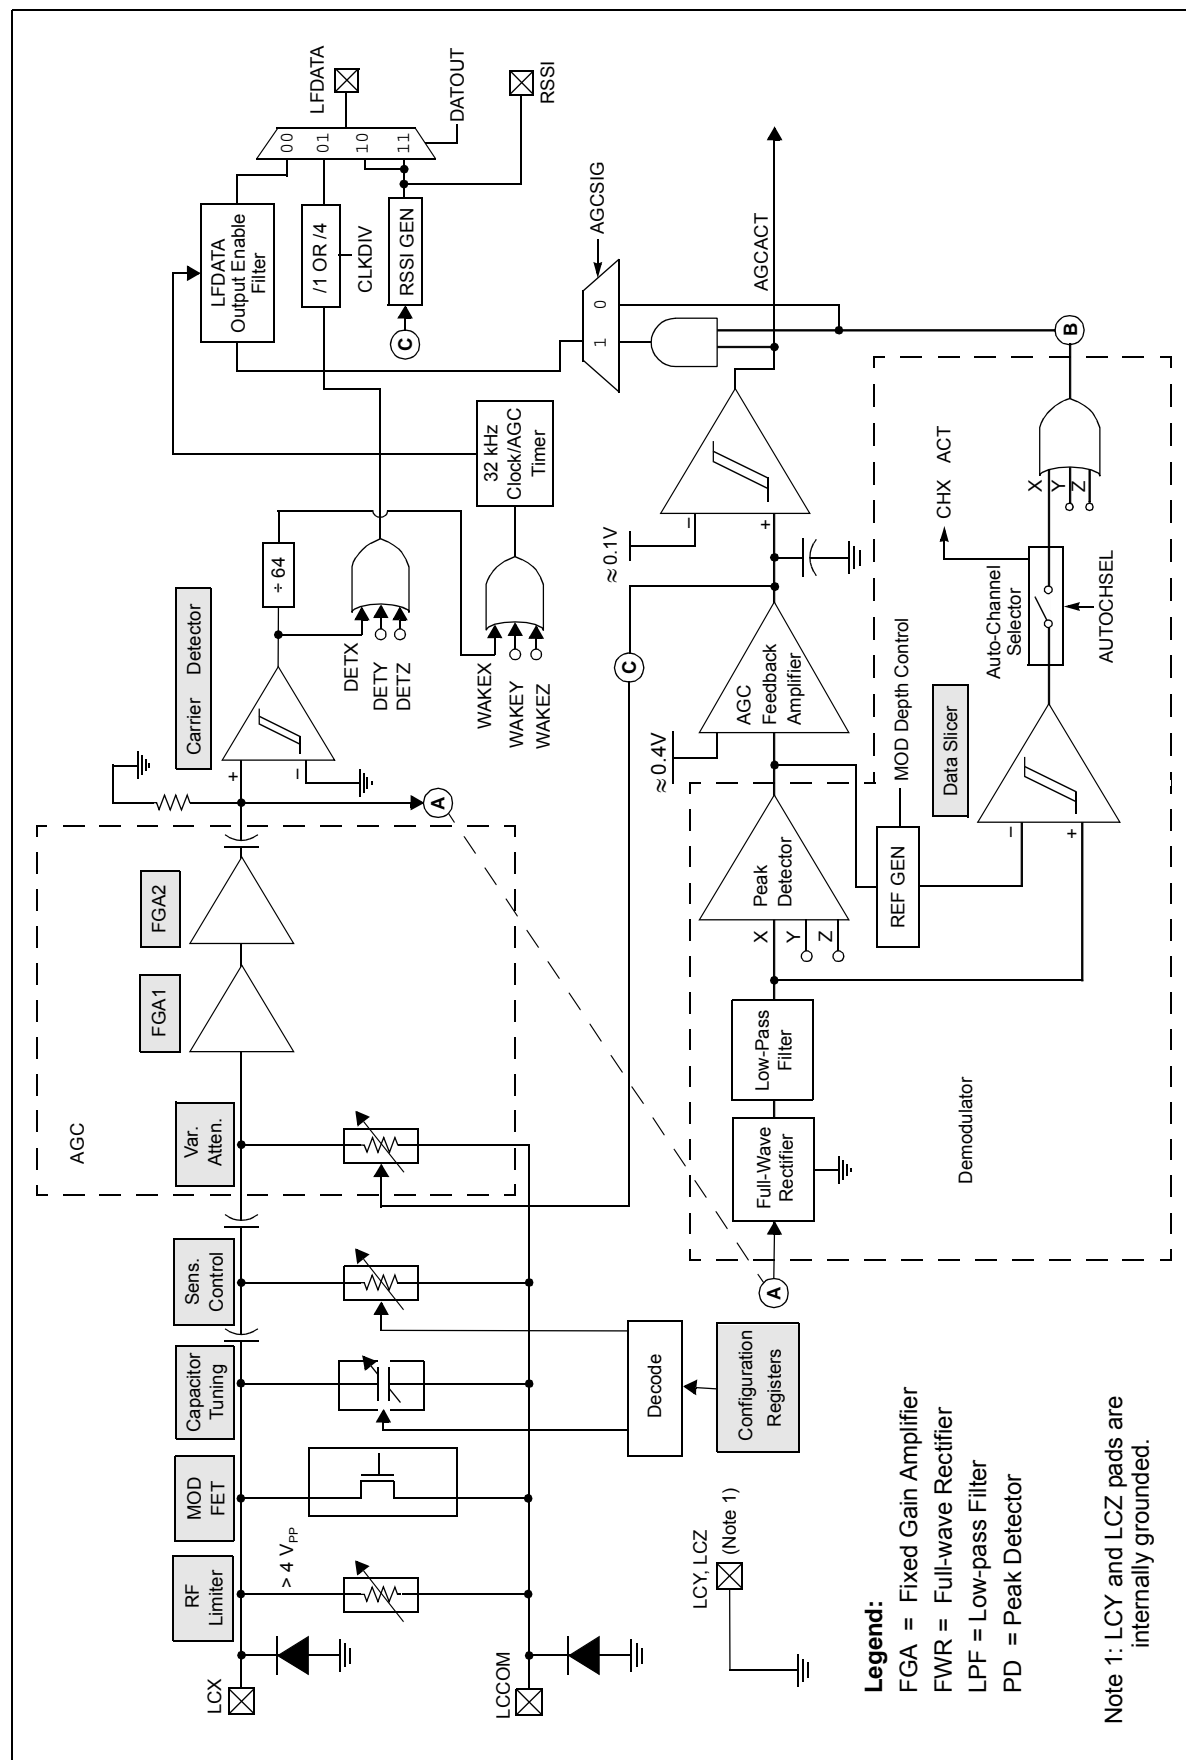 LCX
LCCOM
RF
Limiter
> 4 VPP
MOD
FET
Capacitor
Tuning
Sens.
Control
AGC
Var.
Atten.
FGA1
FGA2
A
+
–
Carrier Detector
÷ 64
DETX
DETY
DETZ
WAKEX
WAKEY
WAKEZ
32 kHz
Clock/AGC
Timer
LFDATA
Output Enable
Filter
/1 OR /4
CLKDIV
C
RSSI GEN
00
01
10
11
LFDATA
DATOUT
RSSI
LCY, LCZ
(Note 1)
Decode
Configuration
Registers
A
Full-Wave
Rectifier
Low-Pass
Filter
Demodulator
X
Y
Z
Peak
Detector
≈ 0.4V
AGC
Feedback
Amplifier
C
≈ 0.1V
–
+
1
0
AGCSIG
AGCACT
REF GEN
MOD Depth Control
Data Slicer
–
+
Auto-Channel
Selector
AUTOCHSEL
CHX ACT
X
Y
Z
B
Legend:
FGA = Fixed Gain Amplifier
FWR = Full-wave Rectifier
LPF = Low-pass Filter
PD = Peak Detector
Note 1: LCY and LCZ pads are
internally grounded.